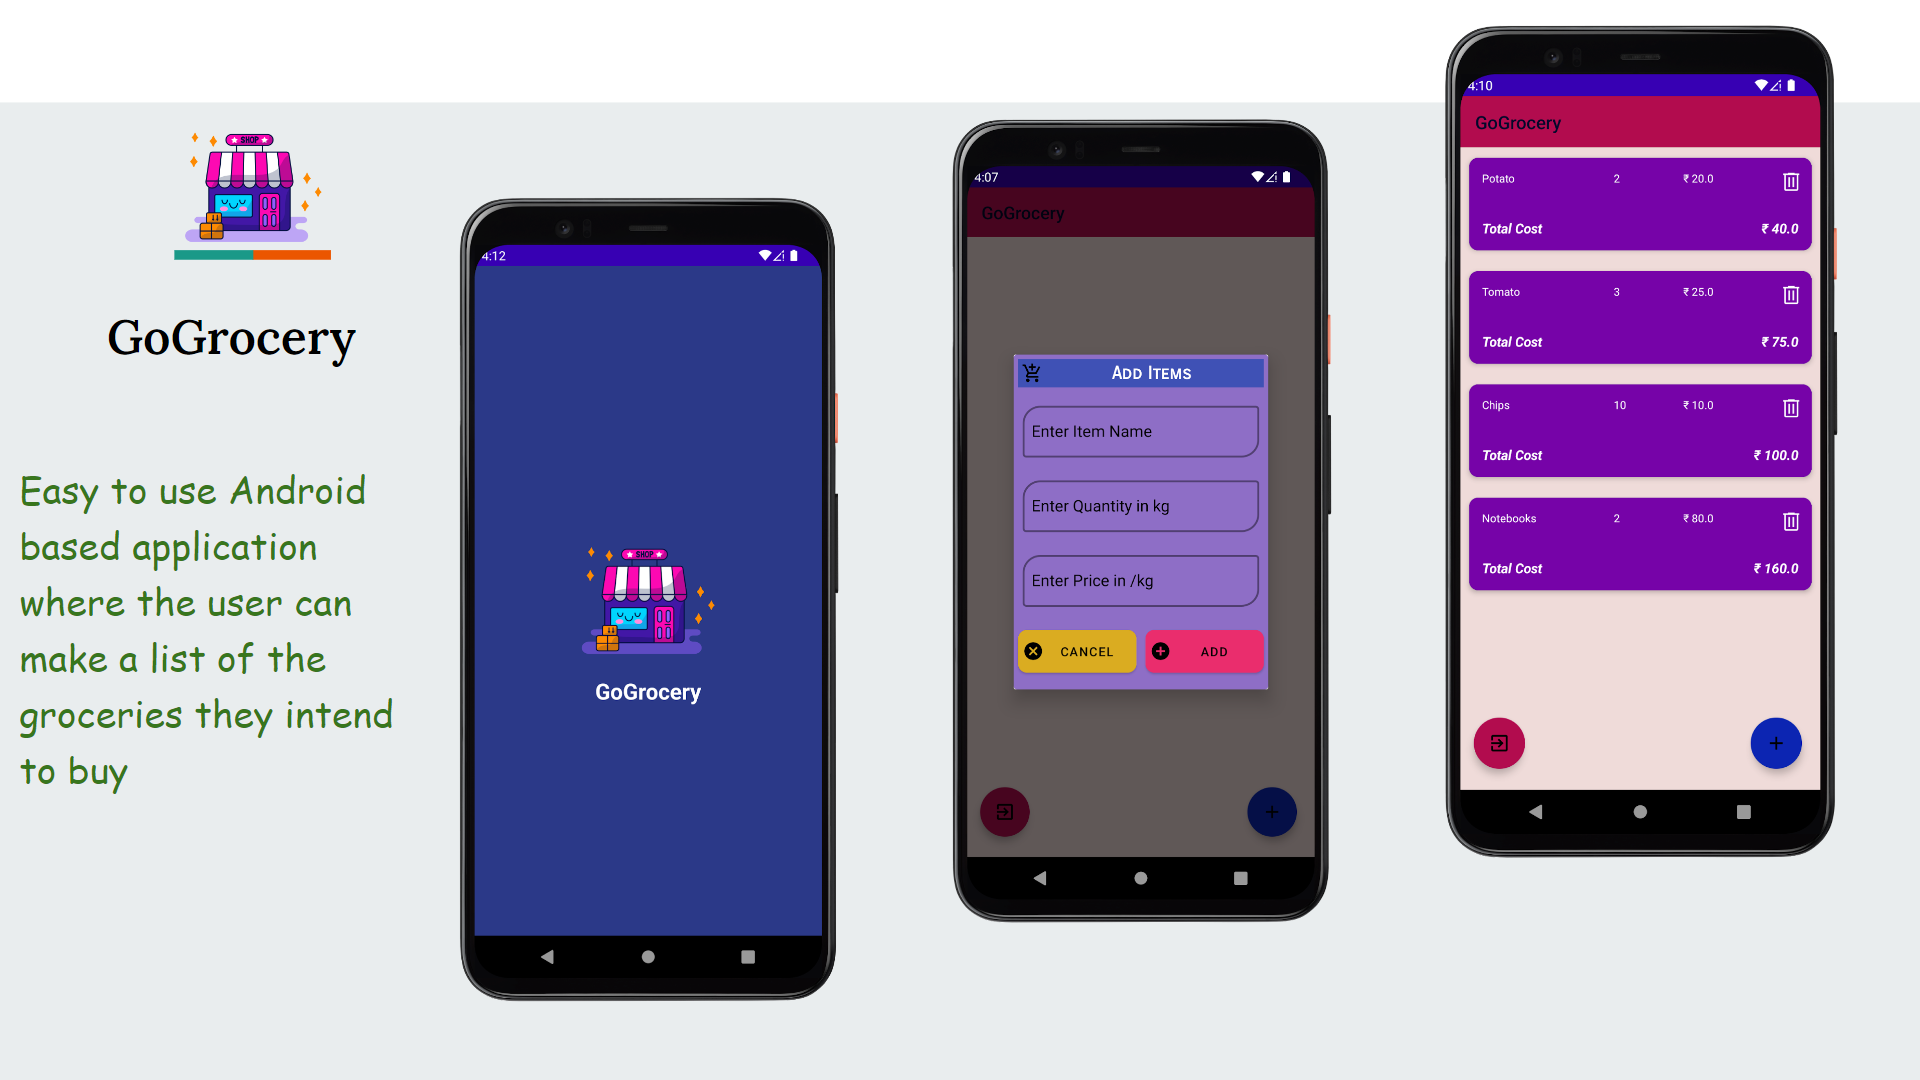 SHOP
GoGrocery
Easy to use Android
based application
where the user can
make a list of the
groceries they intend
to buy
4:12
SHOP
GoGrocery
4:07
GoGrocery
Add Items
Enter Item Name
Enter Quantity in kg
Enter Price in /kg
CANCEL ADD
4:10
GoGrocery
Potato 2 ₹ 20.0
Total Cost ₹ 40.0
Tomato 3 ₹ 25.0
Total Cost ₹ 75.0
Chips 10 ₹ 10.0
Total Cost ₹ 100.0
Notebooks 2 ₹ 80.0
Total Cost ₹ 160.0